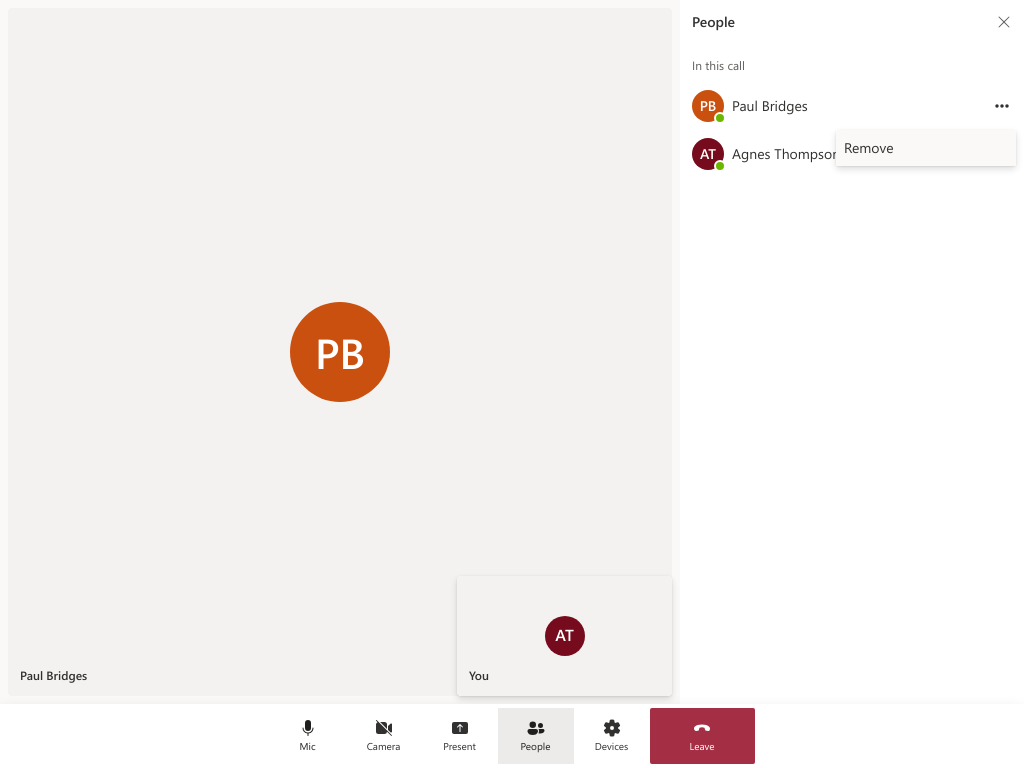 People
In this call
PB Paul Bridges
AT Agnes Thompson
Remove
PB
AT
Paul Bridges
You
Mic
Camera
Present
People
Devices
Leave